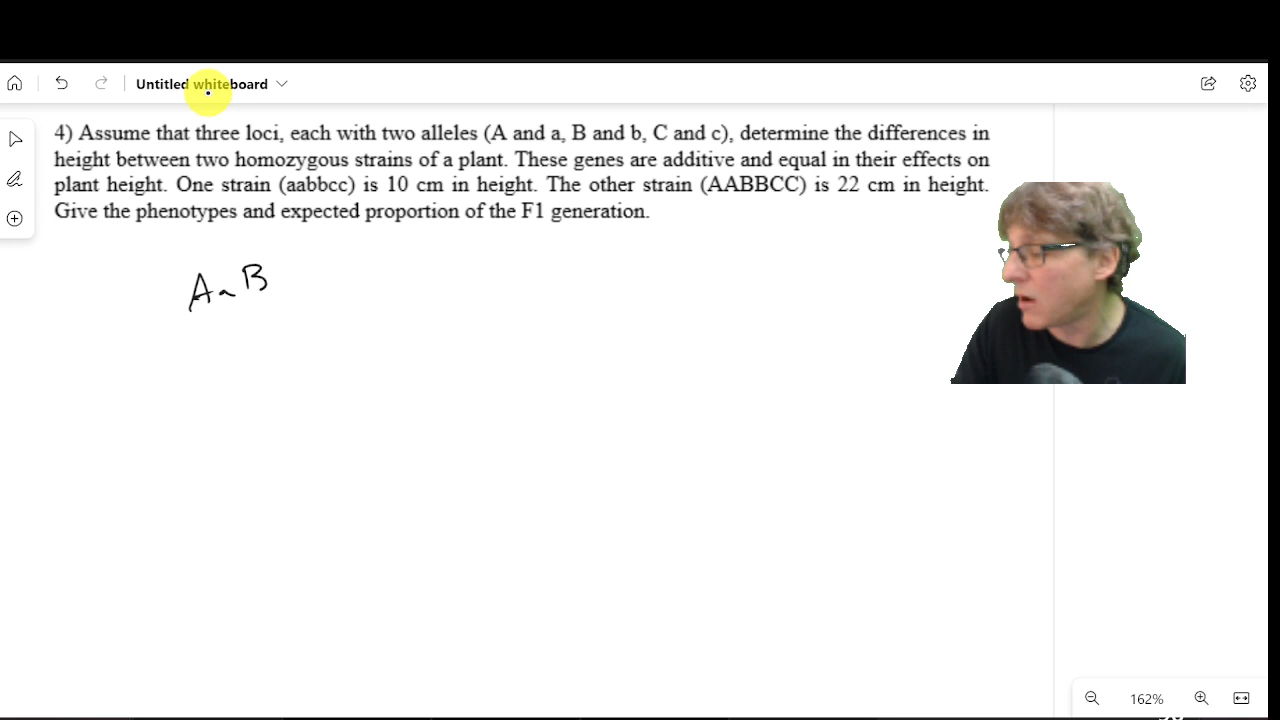 Untitled whiteboard
4) Assume that three loci, each with two alleles (A and a, B and b, C and c), determine the differences in
height between two homozygous strains of a plant. These genes are additive and equal in their effects on
plant height. One strain (aabbcc) is 10 cm in height. The other strain (AABBCC) is 22 cm in height.
Give the phenotypes and expected proportion of the F1 generation.
AaB
162%